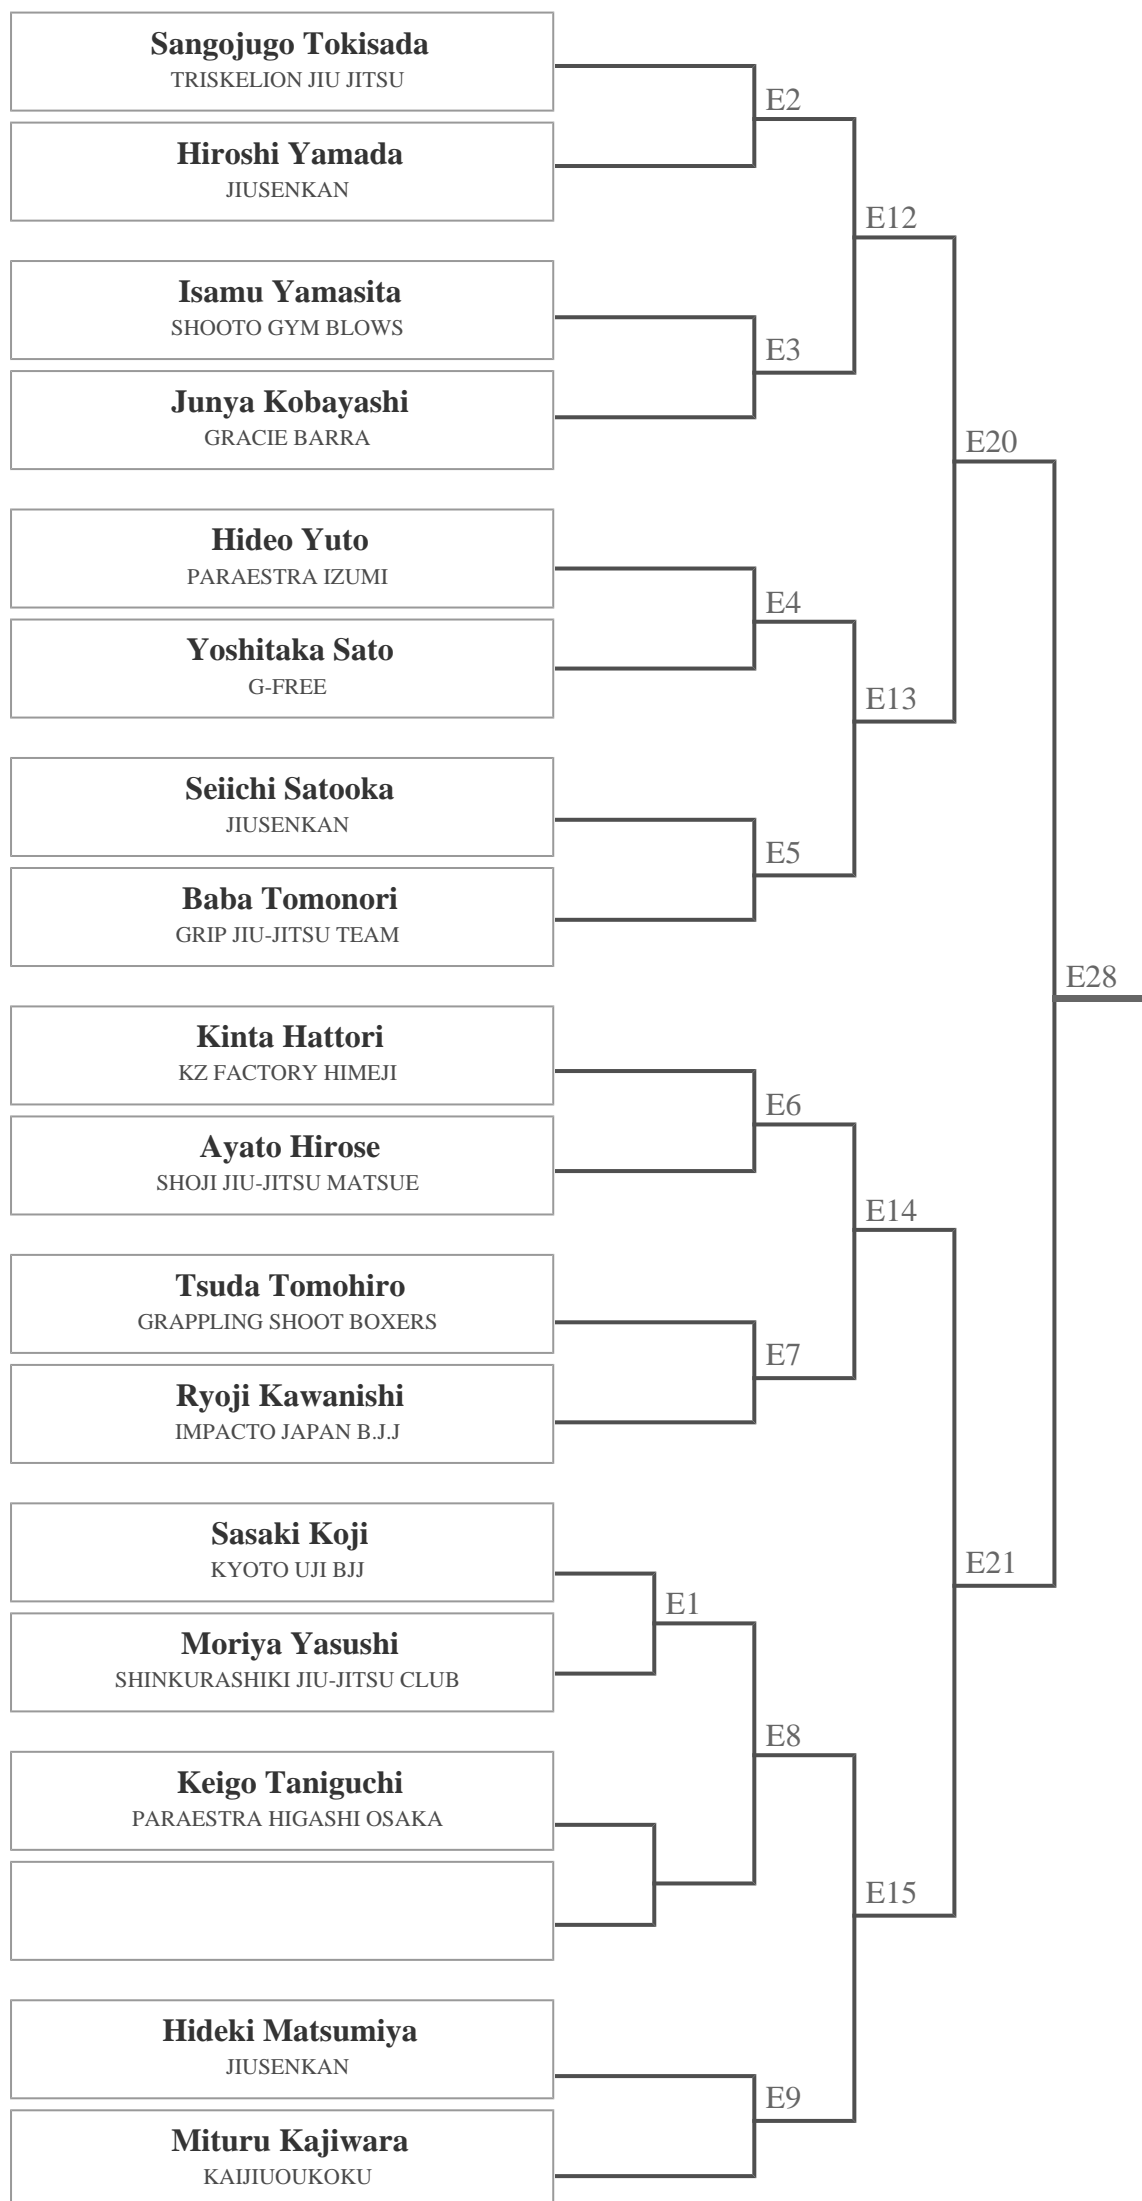 Sangojugo Tokisada
TRISKELION JIU JITSU
E2
Hiroshi Yamada
JIUSENKAN
E12
Isamu Yamasita
SHOOTO GYM BLOWS
E3
Junya Kobayashi
GRACIE BARRA
E20
Hideo Yuto
PARAESTRA IZUMI
E4
Yoshitaka Sato
G-FREE
E13
Seiichi Satooka
JIUSENKAN
E5
Baba Tomonori
GRIP JIU-JITSU TEAM
E28
Kinta Hattori
KZ FACTORY HIMEJI
E6
Ayato Hirose
SHOJI JIU-JITSU MATSUE
E14
Tsuda Tomohiro
GRAPPLING SHOOT BOXERS
E7
Ryoji Kawanishi
IMPACTO JAPAN B.J.J
Sasaki Koji
KYOTO UJI BJJ
E21
E1
Moriya Yasushi
SHINKURASHIKI JIU-JITSU CLUB
E8
Keigo Taniguchi
PARAESTRA HIGASHI OSAKA
E15
Hideki Matsumiya
JIUSENKAN
E9
Mituru Kajiwara
KAIJIUOUKOKU